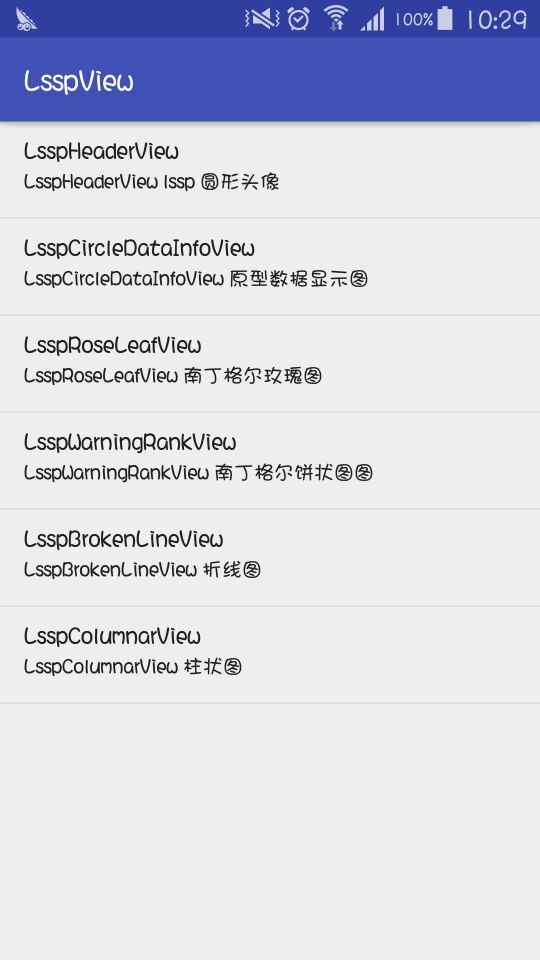 100% 10:29
LsspView
LsspHeaderView
LsspHeaderView lssp 圆形头像
LsspCircleDataInfoView
LsspCircleDataInfoView 原型数据显示图
LsspRoseLeafView
LsspRoseLeafView 南丁格尔玫瑰图
LsspWarningRankView
LsspWarningRankView 南丁格尔饼状图图
LsspBrokenLineView
LsspBrokenLineView 折线图
LsspColumnarView
LsspColumnarView 柱状图